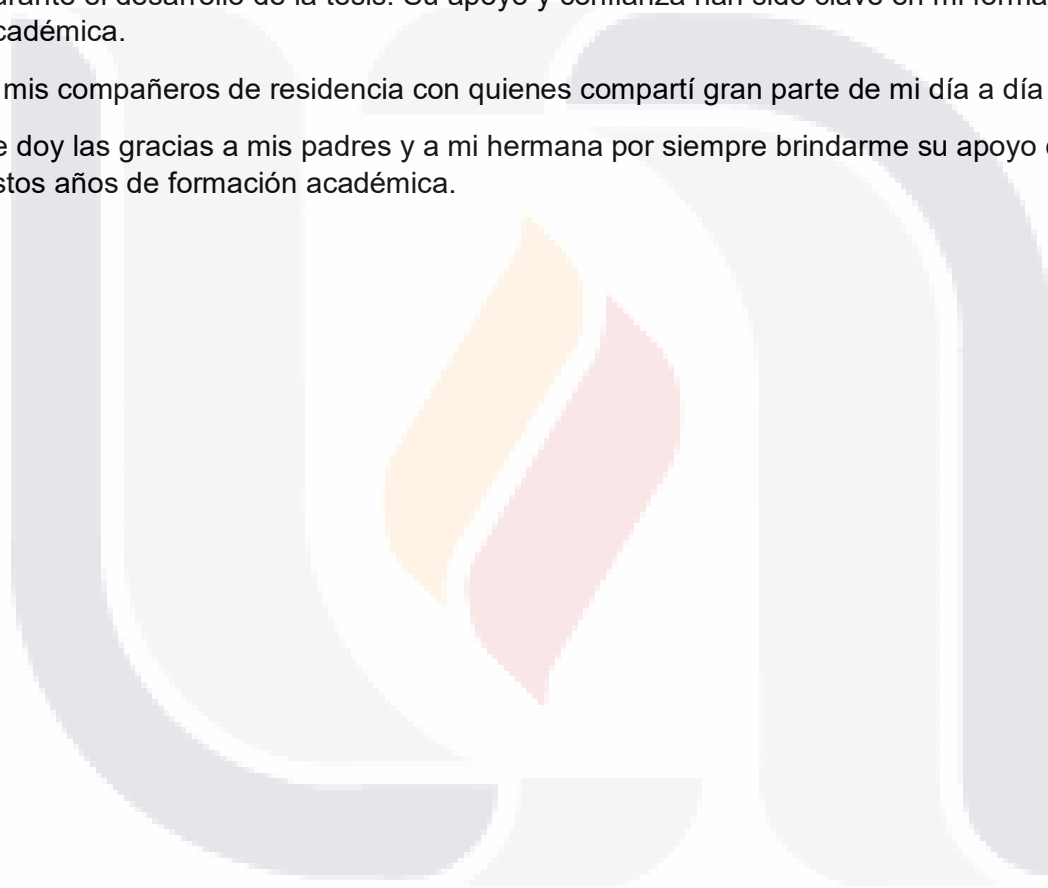 durante el desarrollo de la tesis. Su apoyo y confianza han sido clave en mi forma
cadémica.
mis compañeros de residencia con quienes compartí gran parte de mi día a día
e doy las gracias a mis padres y a mi hermana por siempre brindarme su apoyo
stos años de formación académica.